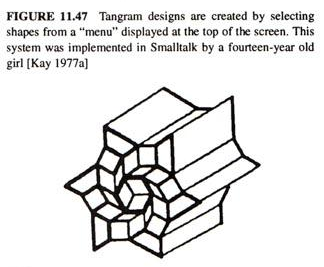 FIGURE 11.47 Tangram designs are created by selecting
shapes from a “menu” displayed at the top of the screen. This
system was implemented in Smalltalk by a fourteen-year old
girl [Kay 1977a]